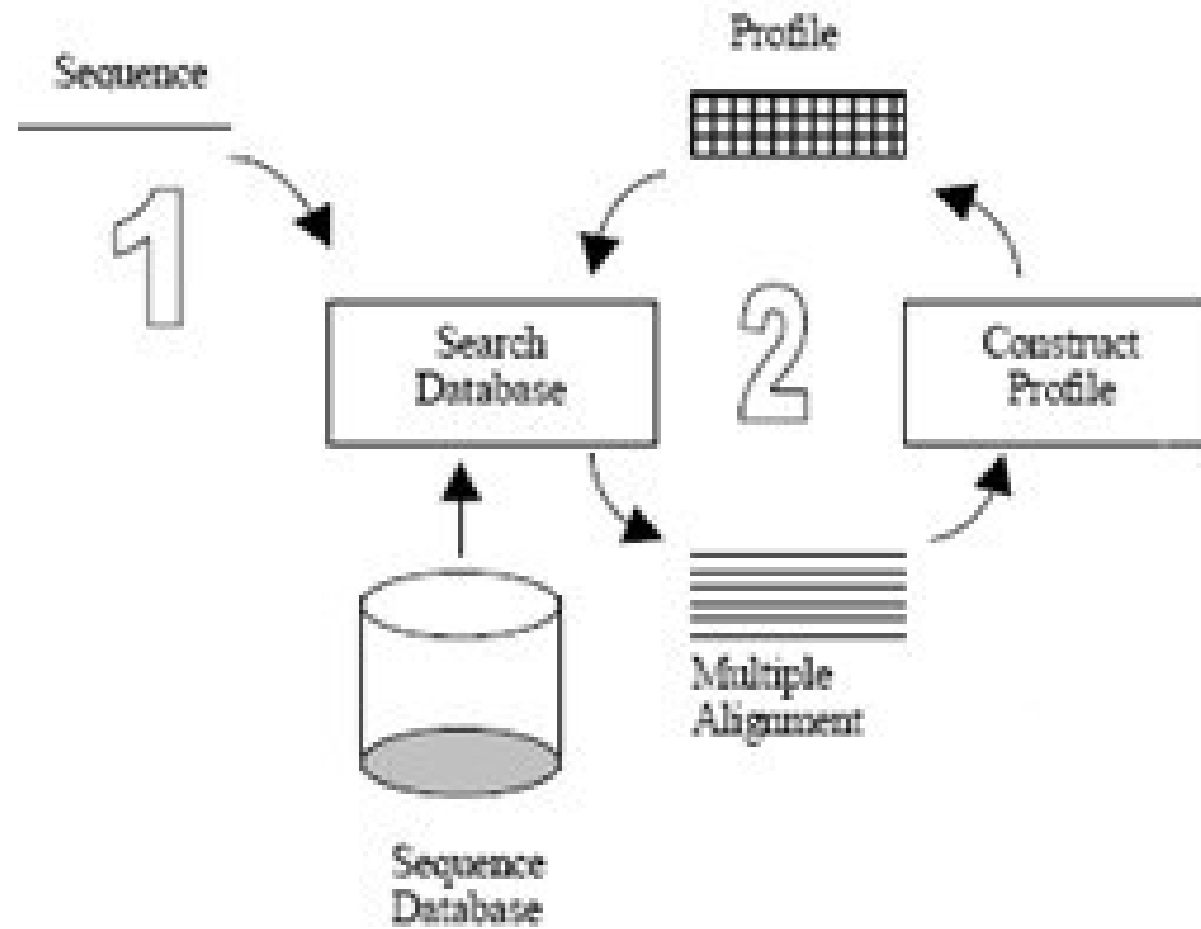 Sequence
Profile
1
2
Search
Database
Construct
Profile
Multiple
Alignment
Sequence
Database